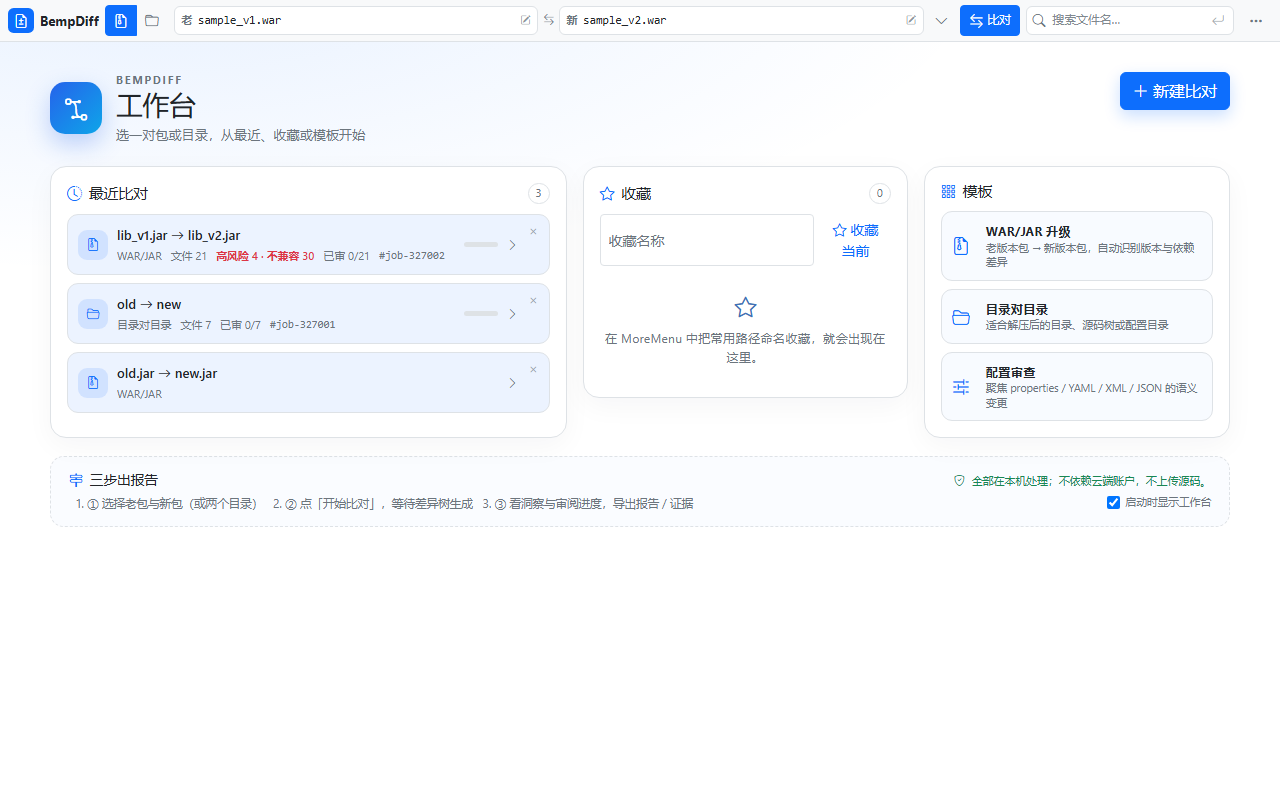 BempDiff
老 sample_v1.war
新 sample_v2.war
比对
搜索文件名...
BEMPDIFF
工作台
选一对包或目录，从最近、收藏或模板开始
新建比对
最近比对
3
lib_v1.jar → lib_v2.jar
WAR/JAR 文件 21 高风险 4 · 不兼容 30 已审 0/21 #job-327002
old → new
目录对目录 文件 7 已审 0/7 #job-327001
old.jar → new.jar
WAR/JAR
收藏
0
收藏名称
收藏
当前
在 MoreMenu 中把常用路径命名收藏，就会出现在
这里。
模板
WAR/JAR 升级
老版本包 → 新版本包，自动识别版本与依赖
差异
目录对目录
适合解压后的目录、源码树或配置目录
配置审查
聚焦 properties / YAML / XML / JSON 的语义
变更
三步出报告
1. ① 选择老包与新包（或两个目录） 2. ② 点「开始比对」，等待差异树生成 3. ③ 看洞察与审阅进度，导出报告 / 证据
全部在本机处理；不依赖云端账户，不上传源码。
启动时显示工作台